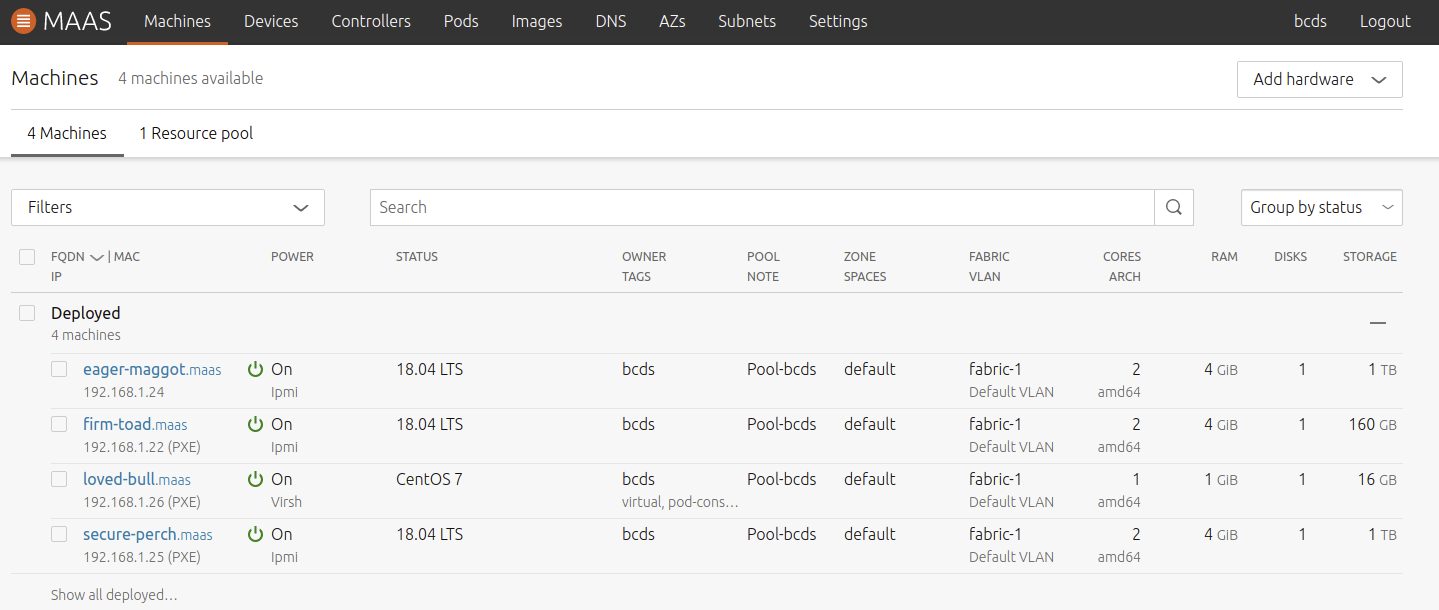 MAAS Machines Devices Controllers Pods Images DNS AZs Subnets Settings bcds Logout
Machines 4 machines available Add hardware
4 Machines 1 Resource pool
Filters Search Group by status
FQDN | MAC POWER STATUS OWNER POOL ZONE FABRIC CORES RAM DISKS STORAGE
IP TAGS NOTE SPACES VLAN ARCH
Deployed
4 machines
eager-maggot.maas On 18.04 LTS bcds Pool-bcds default fabric-1 2 4 GiB 1 1 TB
192.168.1.24 Ipmi Default VLAN amd64
firm-toad.maas On 18.04 LTS bcds Pool-bcds default fabric-1 2 4 GiB 1 160 GB
192.168.1.22 (PXE) Ipmi Default VLAN amd64
loved-bull.maas On CentOS 7 bcds Pool-bcds default fabric-1 1 1 GiB 1 16 GB
192.168.1.26 (PXE) Virsh virtual, pod-cons… Default VLAN amd64
secure-perch.maas On 18.04 LTS bcds Pool-bcds default fabric-1 2 4 GiB 1 1 TB
192.168.1.25 (PXE) Ipmi Default VLAN amd64
Show all deployed…